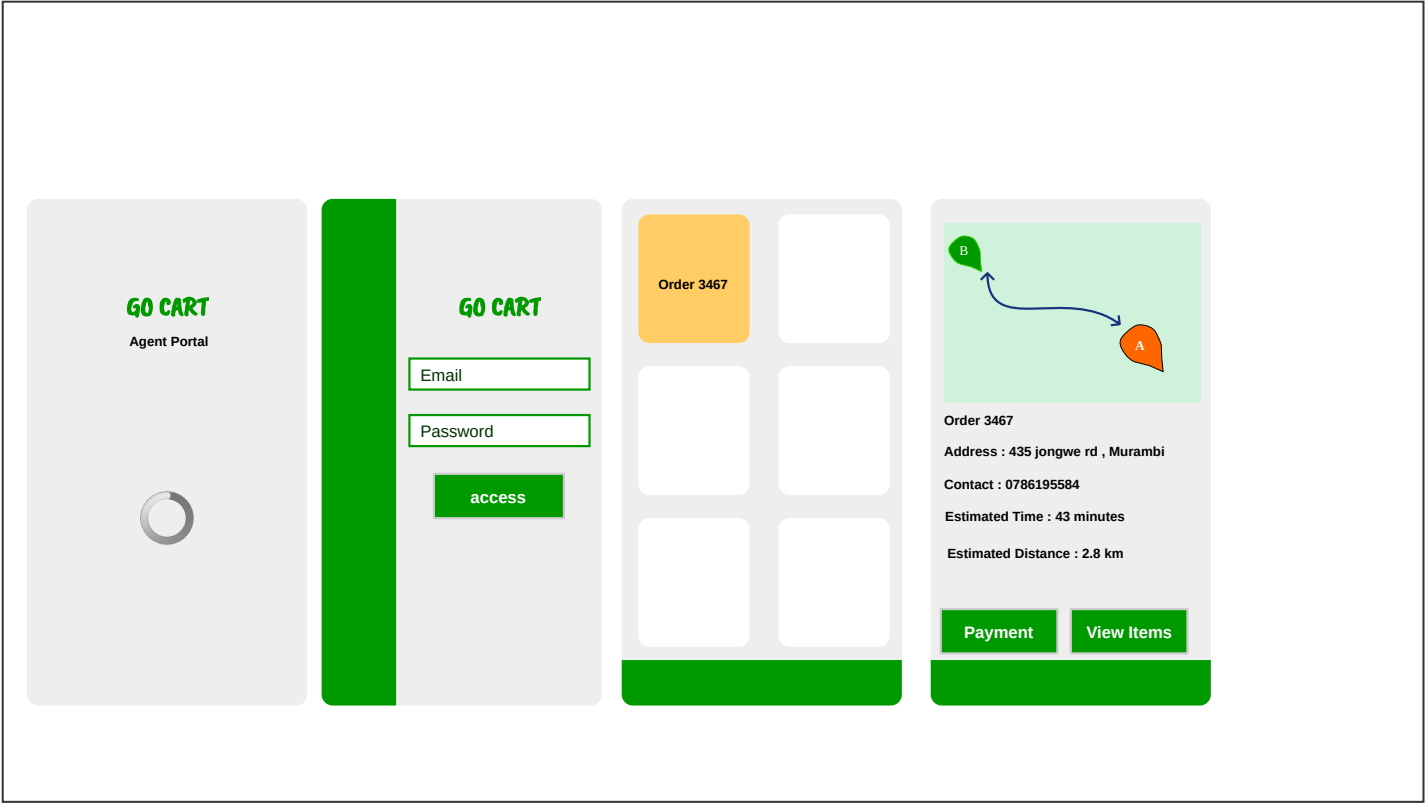 GO CART
Agent Portal
GO CART
Email
Password
access
Order 3467
B
A
Order 3467
Address : 435 jongwe rd , Murambi
Contact : 0786195584
Estimated Time : 43 minutes
Estimated Distance : 2.8 km
Payment
View Items